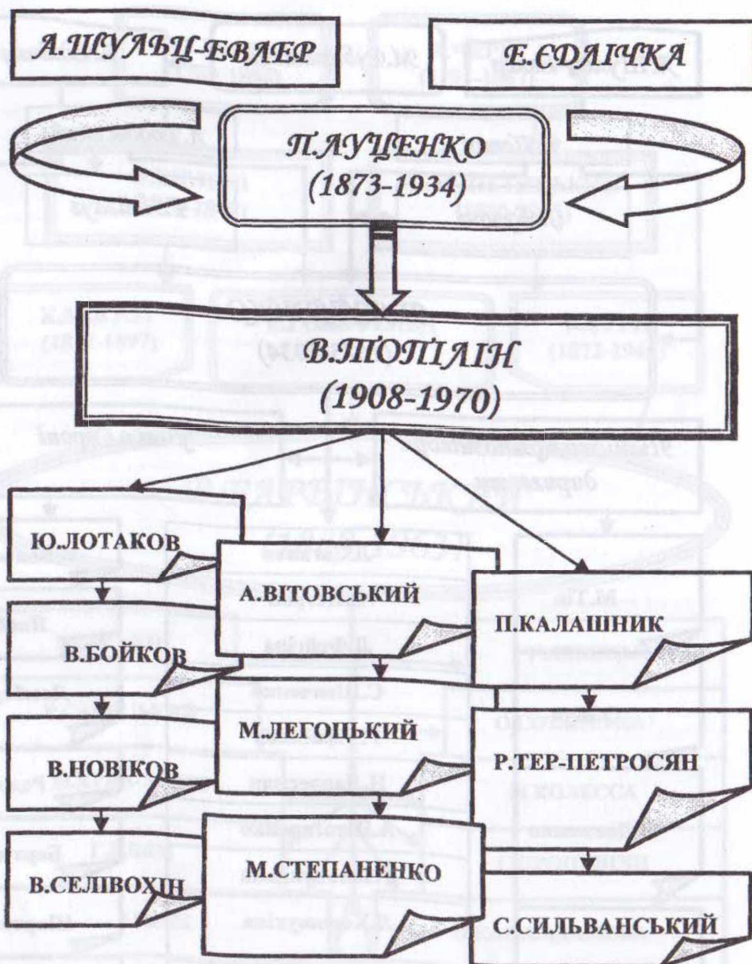 А.ШУЛЬЦ-ЕВЛЕР
Е.ЄДЛІЧКА
П.ЛУЦЕНКО
(1873-1934)
В.ТОПІЛІН
(1908-1970)
Ю.ЛОТАКОВ
В.БОЙКОВ
В.НОВІКОВ
В.СЕЛІВОХІН
А.ВІТОВСЬКИЙ
М.ЛЕГОЦЬКИЙ
М.СТЕПАНЕНКО
П.КАЛАШНИК
Р.ТЕР-ПЕТРОСЯН
С.СИЛЬВАНСЬКИЙ